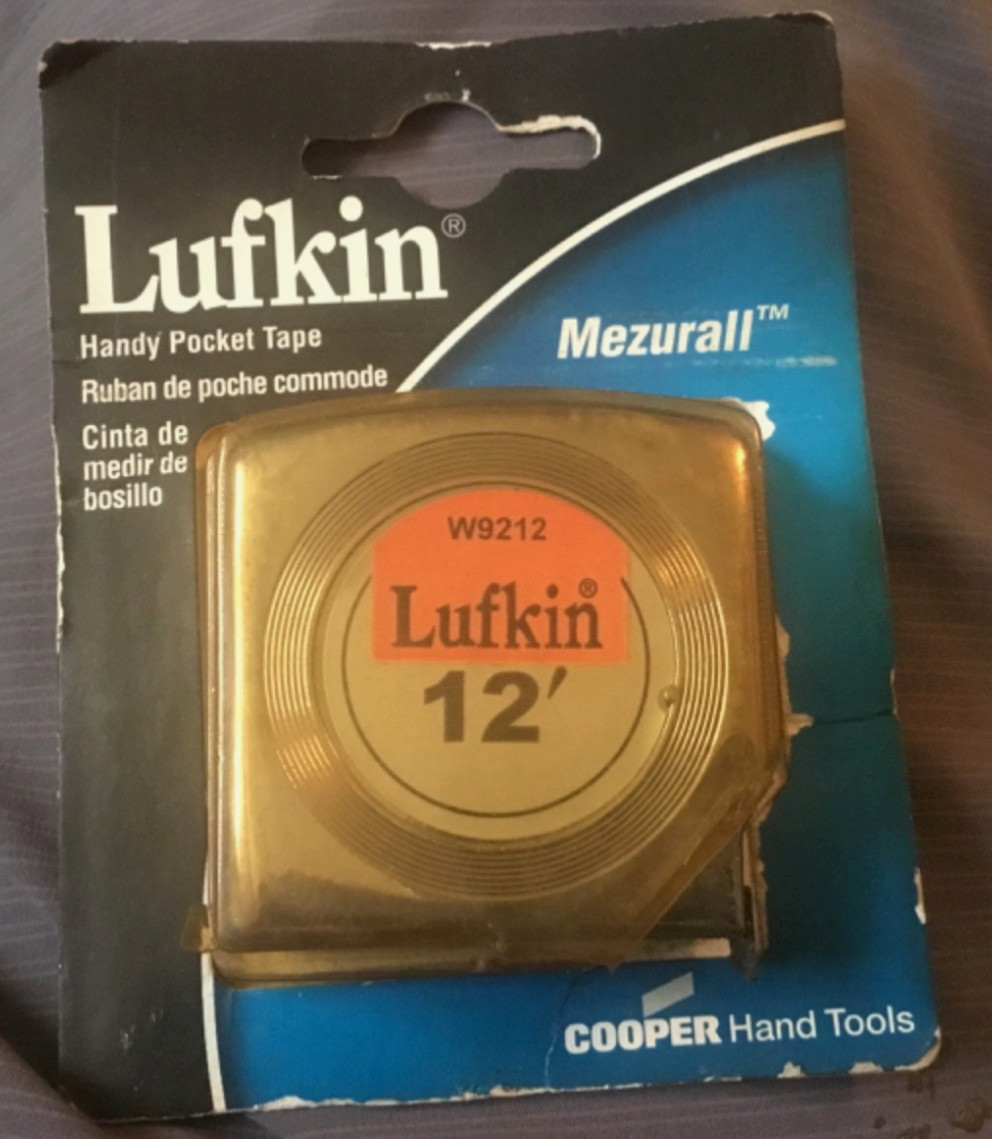 Lufkin®
Handy Pocket Tape
Ruban de poche commode
Cinta de
medir de
bosillo
Mezurall™
W9212
Lufkin®
12′
COOPER Hand Tools